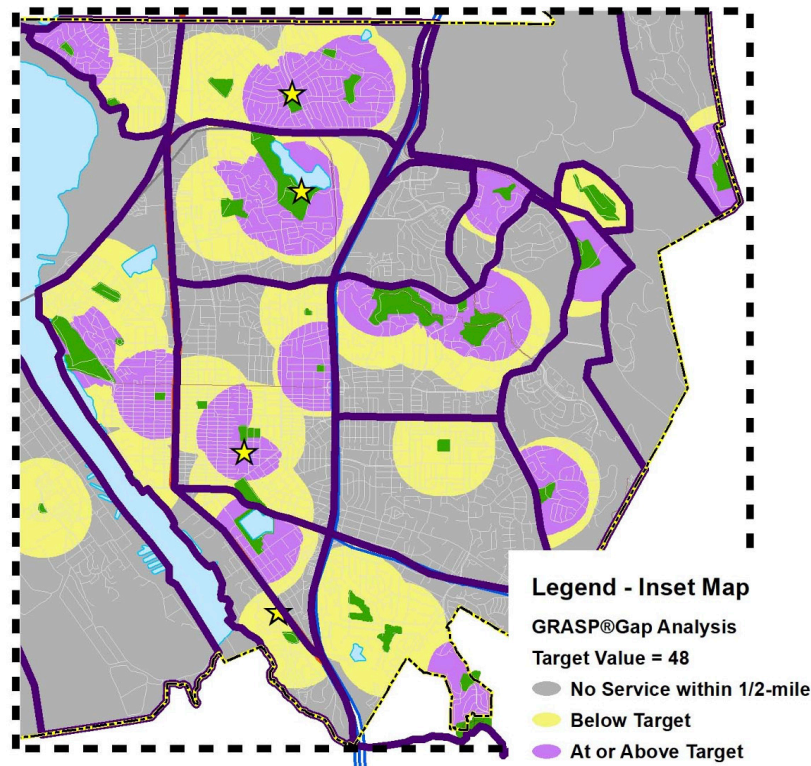 Legend - Inset Map
GRASP®Gap Analysis
Target Value = 48
No Service within 1/2-mile
Below Target
At or Above Target